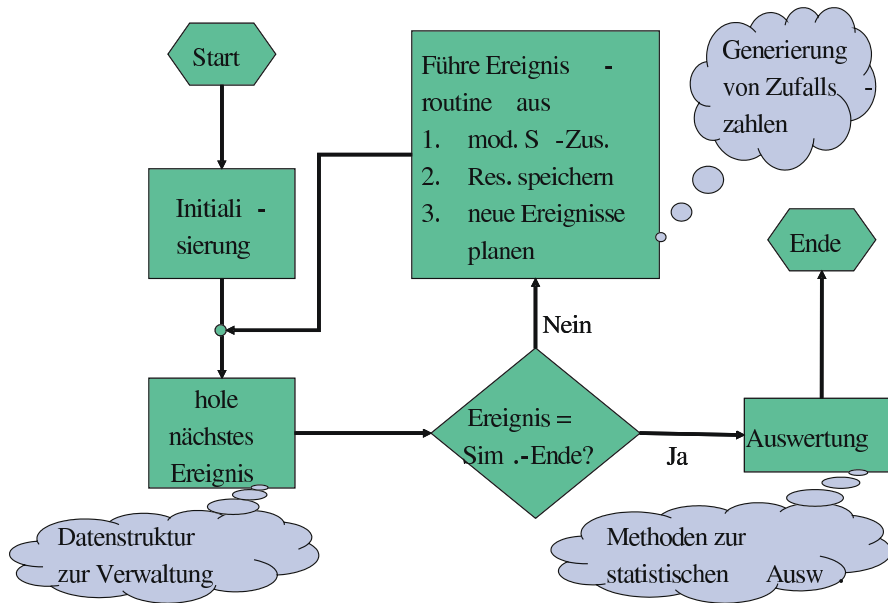 Start
Initiali -
sierung
hole
nächstes
Ereignis
Datenstruktur
zur Verwaltung
Führe Ereignis -
routine aus
1. mod. S -Zus.
2. Res. speichern
3. neue Ereignisse
planen
Generierung
von Zufalls -
zahlen
Nein
Ereignis =
Sim .-Ende?
Ja
Ende
Auswertung
Methoden zur
statistischen Ausw .